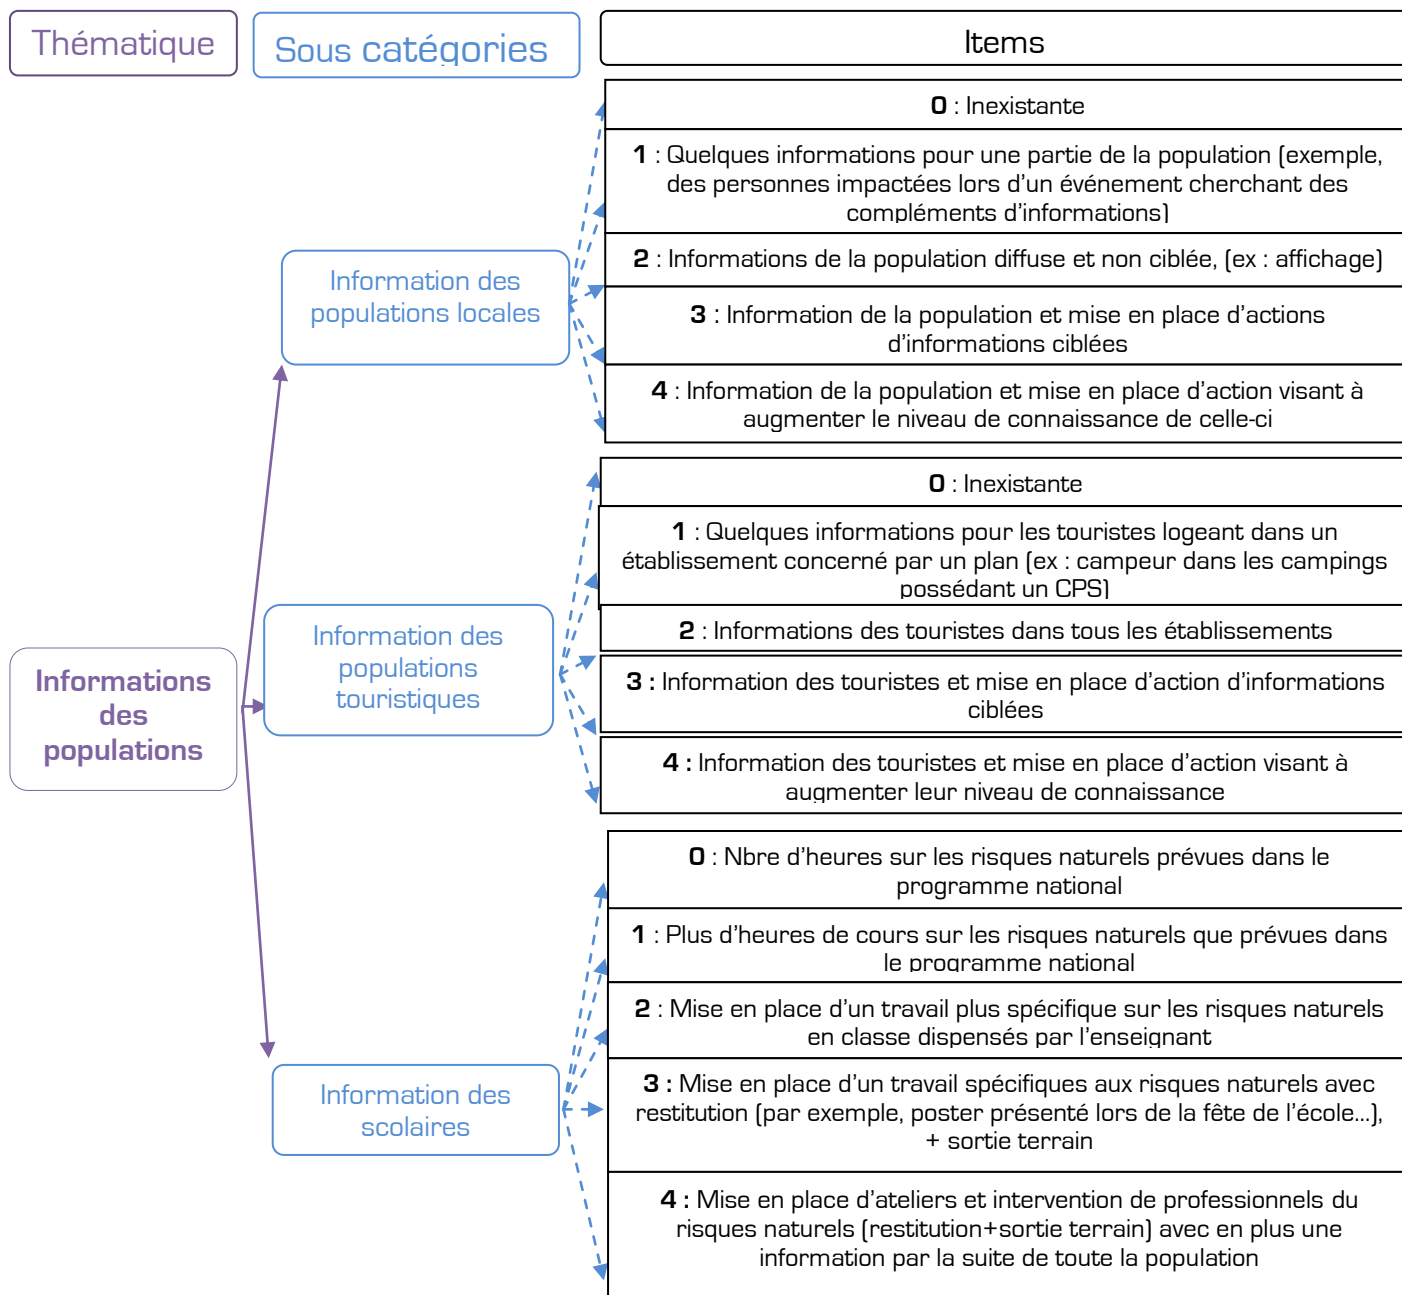 Thématique
Sous catégories
Items
Informations
des
populations
Information des
populations locales
0 : Inexistante
1 : Quelques informations pour une partie de la population (exemple,
des personnes impactées lors d'un événement cherchant des
compléments d'informations)
2 : Informations de la population diffuse et non ciblée, (ex : affichage)
3 : Information de la population et mise en place d'actions
d'informations ciblées
4 : Information de la population et mise en place d'action visant à
augmenter le niveau de connaissance de celle-ci
Information des
populations
touristiques
0 : Inexistante
1 : Quelques informations pour les touristes logeant dans un
établissement concerné par un plan (ex : campeur dans les campings
possédant un CPS)
2 : Informations des touristes dans tous les établissements
3 : Information des touristes et mise en place d'action d'informations
ciblées
4 : Information des touristes et mise en place d'action visant à
augmenter leur niveau de connaissance
Information des
scolaires
0 : Nbre d'heures sur les risques naturels prévues dans le
programme national
1 : Plus d'heures de cours sur les risques naturels que prévues dans
le programme national
2 : Mise en place d'un travail plus spécifique sur les risques naturels
en classe dispensés par l'enseignant
3 : Mise en place d'un travail spécifiques aux risques naturels avec
restitution (par exemple, poster présenté lors de la fête de l'école...),
+ sortie terrain
4 : Mise en place d'ateliers et intervention de professionnels du
risques naturels (restitution+sortie terrain) avec en plus une
information par la suite de toute la population